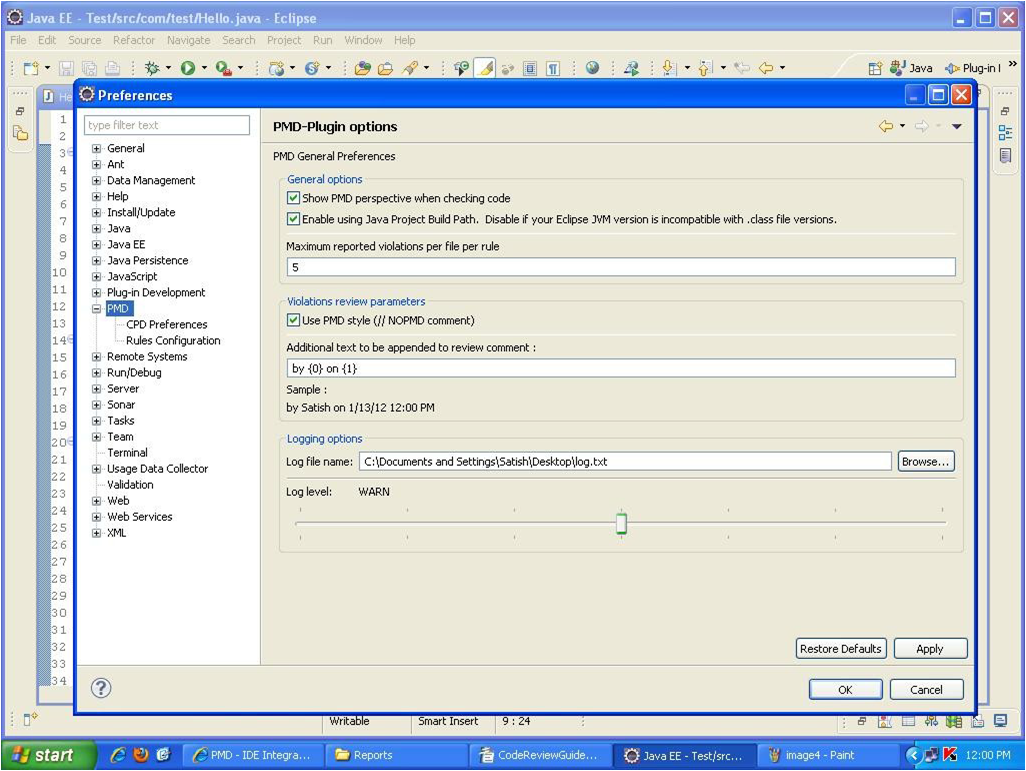 Java EE - Test/src/com/test/Hello.java - Eclipse
File Edit Source Refactor Navigate Search Project Run Window Help
Java Plug-in
Preferences
type filter text
General
Ant
Data Management
Help
Install/Update
Java
Java EE
Java Persistence
JavaScript
Plug-in Development
PMD
CPD Preferences
Rules Configuration
Remote Systems
Run/Debug
Server
Sonar
Tasks
Team
Terminal
Usage Data Collector
Validation
Web
Web Services
XML
PMD-Plugin options
PMD General Preferences
General options
Show PMD perspective when checking code
Enable using Java Project Build Path. Disable if your Eclipse JVM version is incompatible with .class file versions.
Maximum reported violations per file per rule
5
Violations review parameters
Use PMD style (// NOPMD comment)
Additional text to be appended to review comment :
by {0} on {1}
Sample :
by Satish on 1/13/12 12:00 PM
Logging options
Log file name: C:\Documents and Settings\Satish\Desktop\log.txt Browse...
Log level: WARN
Restore Defaults Apply
OK Cancel
1
2
3
4
5
6
7
8
9
10
11
12
13
14
15
16
17
18
19
20
21
22
23
24
25
26
27
28
29
30
31
32
33
34
Writable Smart Insert 9 : 24
start PMD - IDE Integra... Reports CodeReviewGuide... Java EE - Test/src... image4 - Paint 12:00 PM